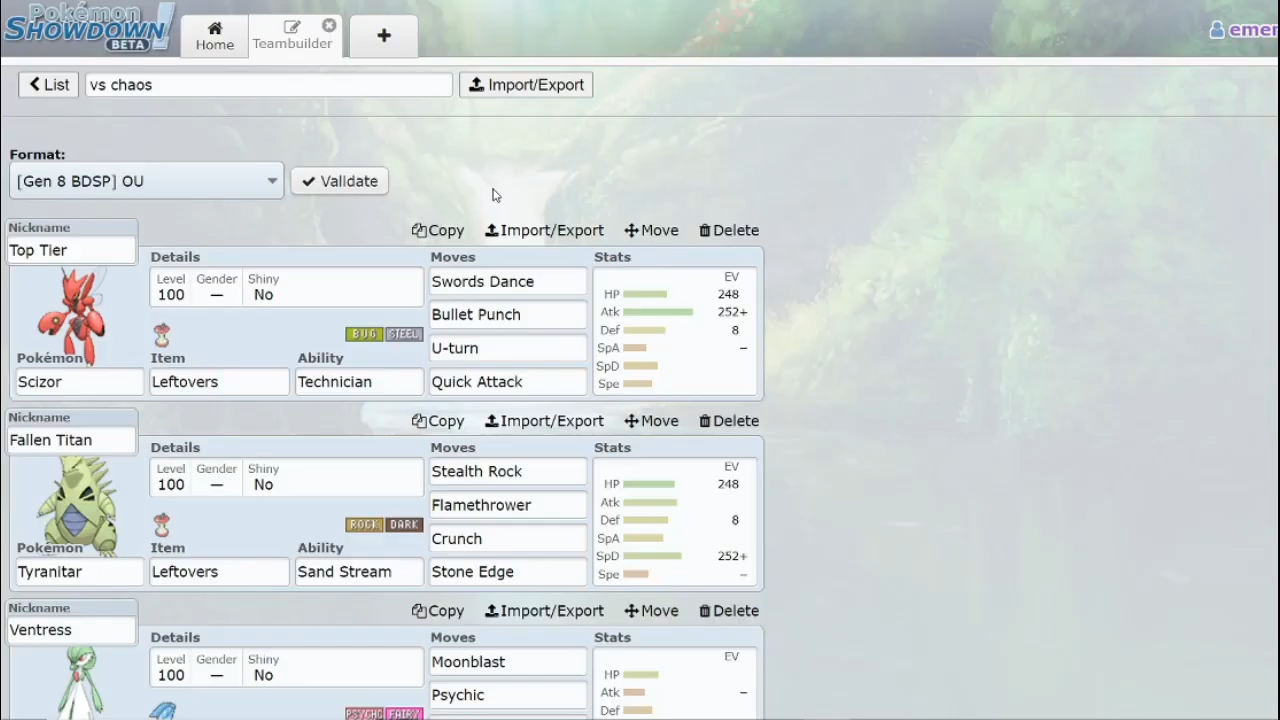 Pokémon
SHOWDOWN!
BETA
Home
Teambuilder
emer
List
vs chaos
Import/Export
Format:
[Gen 8 BDSP] OU
Validate
Nickname
Top Tier
Copy Import/Export Move Delete
Details
Moves
Stats
Level Gender Shiny
100 — No
Swords Dance
Bullet Punch
U-turn
Quick Attack
EV
HP 248
Atk 252+
Def 8
SpA –
SpD
Spe
BUG STEEL
Pokémon
Item
Ability
Scizor
Leftovers
Technician
Nickname
Fallen Titan
Copy Import/Export Move Delete
Details
Moves
Stats
Level Gender Shiny
100 — No
Stealth Rock
Flamethrower
Crunch
Stone Edge
EV
HP 248
Atk
Def 8
SpA
SpD 252+
Spe –
ROCK DARK
Pokémon
Item
Ability
Tyranitar
Leftovers
Sand Stream
Nickname
Ventress
Copy Import/Export Move Delete
Details
Moves
Stats
Level Gender Shiny
100 — No
Moonblast
Psychic
EV
HP
Atk –
Def
PSYCHC FAIRY